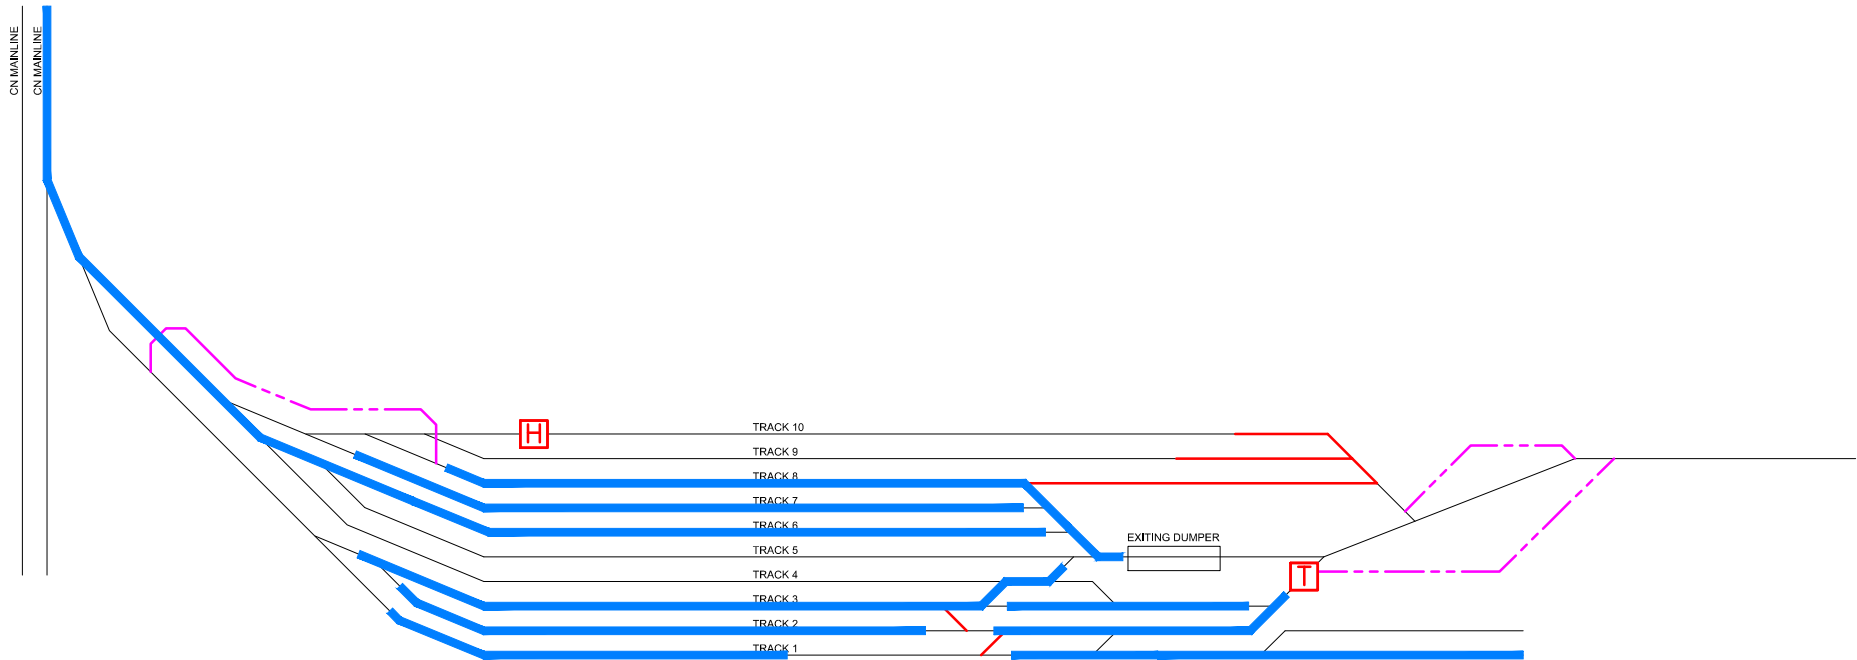 CN MAINLINE
CN MAINLINE
H
TRACK 10
TRACK 9
TRACK 8
TRACK 7
TRACK 6
TRACK 5
EXITING DUMPER
TRACK 4
T
TRACK 3
TRACK 2
TRACK 1